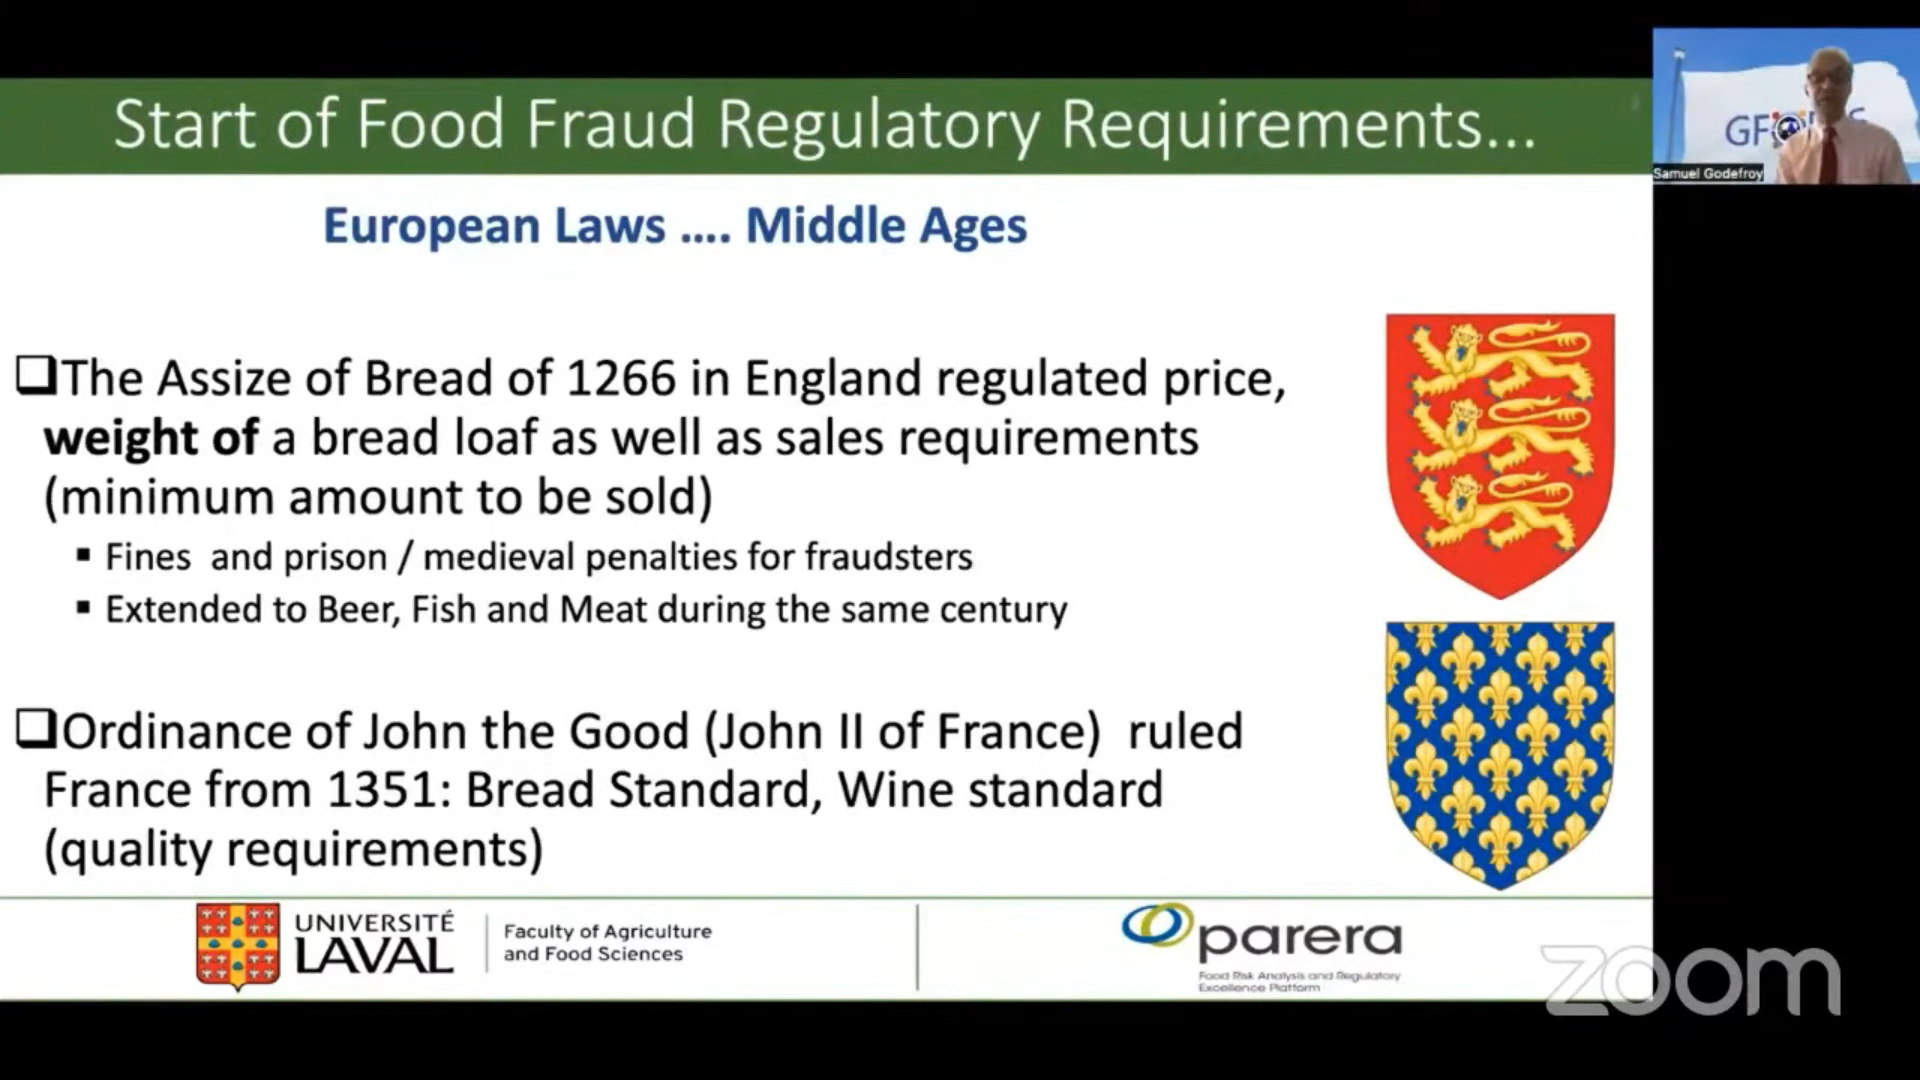 Start of Food Fraud Regulatory Requirements...
Samuel Godefroy
European Laws .... Middle Ages
The Assize of Bread of 1266 in England regulated price,
weight of a bread loaf as well as sales requirements
(minimum amount to be sold)
Fines and prison / medieval penalties for fraudsters
Extended to Beer, Fish and Meat during the same century
Ordinance of John the Good (John II of France) ruled
France from 1351: Bread Standard, Wine standard
(quality requirements)
UNIVERSITÉ
LAVAL
Faculty of Agriculture
and Food Sciences
parera
Food Risk Analysis and Regulatory
Excellence Platform
zoom